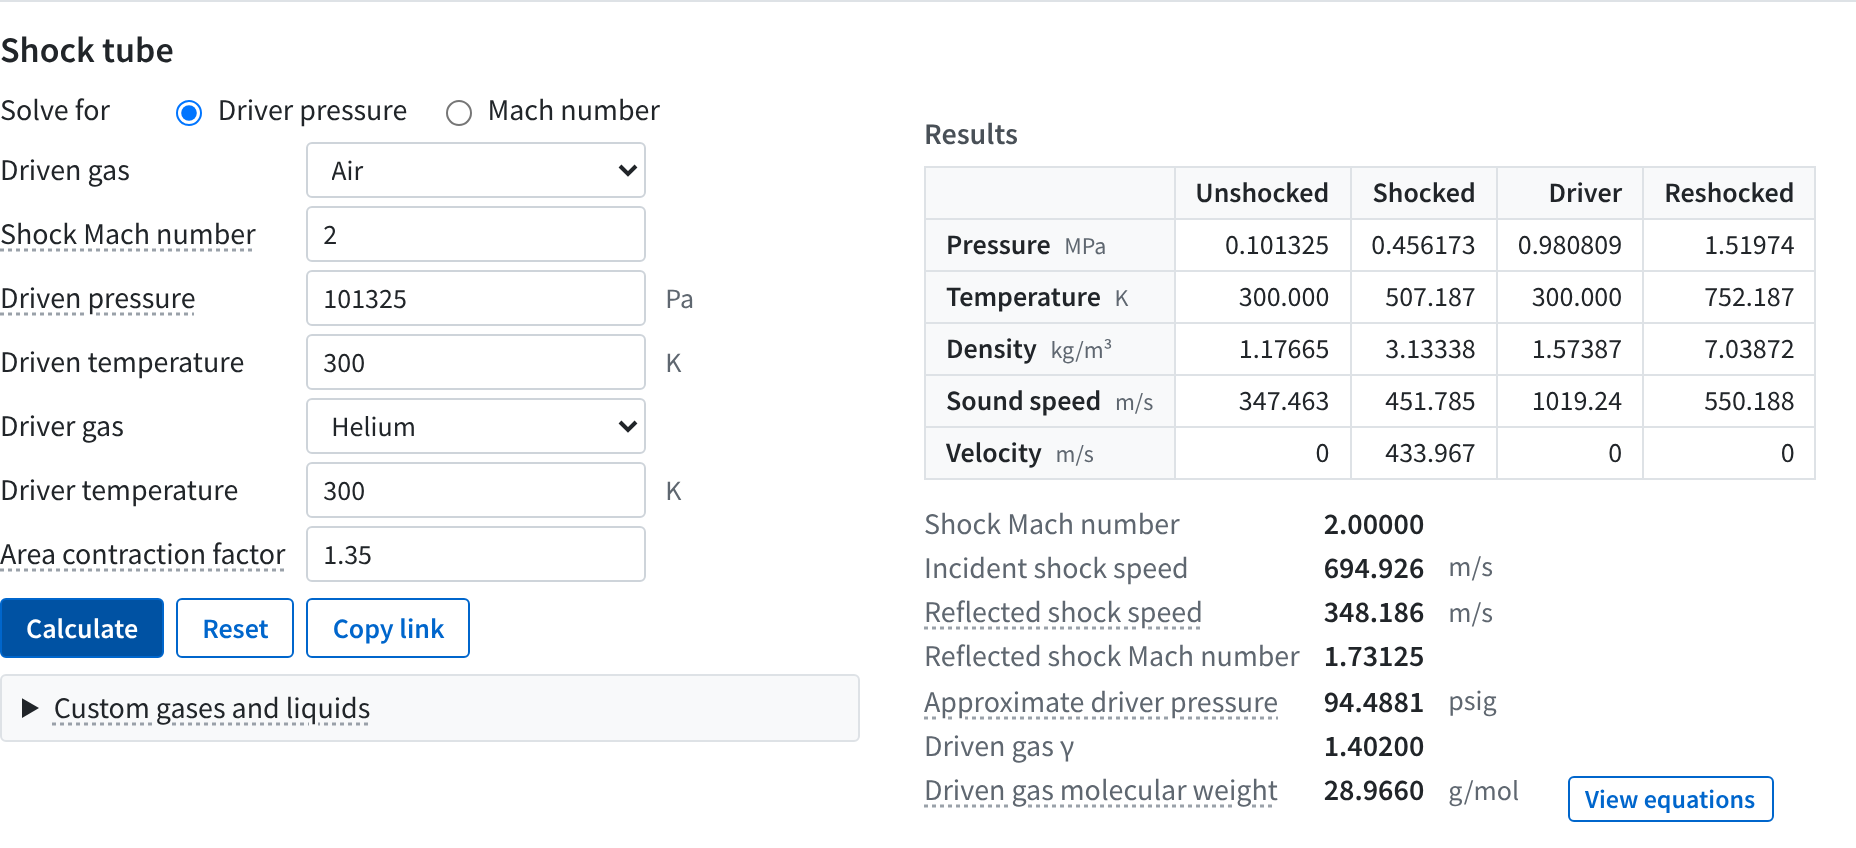 Shock tube
Solve for Driver pressure Mach number
Driven gas Air
Shock Mach number 2
Driven pressure 101325 Pa
Driven temperature 300 K
Driver gas Helium
Driver temperature 300 K
Area contraction factor 1.35
Calculate Reset Copy link
Custom gases and liquids
Results
Unshocked Shocked Driver Reshocked
Pressure MPa 0.101325 0.456173 0.980809 1.51974
Temperature K 300.000 507.187 300.000 752.187
Density kg/m³ 1.17665 3.13338 1.57387 7.03872
Sound speed m/s 347.463 451.785 1019.24 550.188
Velocity m/s 0 433.967 0 0
Shock Mach number 2.00000
Incident shock speed 694.926 m/s
Reflected shock speed 348.186 m/s
Reflected shock Mach number 1.73125
Approximate driver pressure 94.4881 psig
Driven gas γ 1.40200
Driven gas molecular weight 28.9660 g/mol
View equations